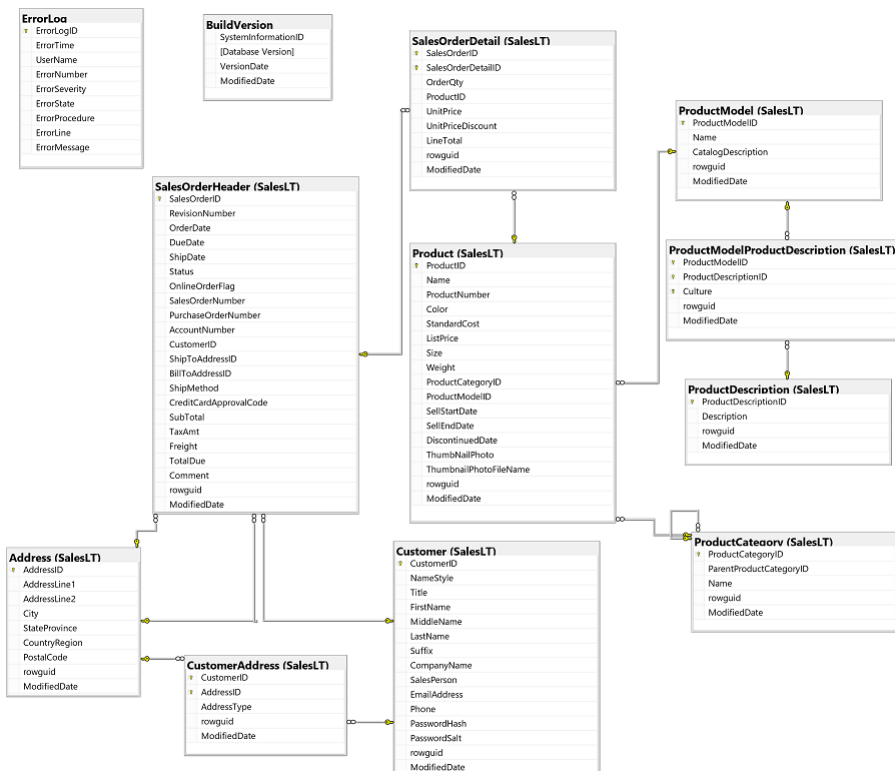 ErrorLog
ErrorLogID
ErrorTime
UserName
ErrorNumber
ErrorSeverity
ErrorState
ErrorProcedure
ErrorLine
ErrorMessage
BuildVersion
SystemInformationID
[Database Version]
VersionDate
ModifiedDate
SalesOrderDetail (SalesLT)
SalesOrderID
SalesOrderDetailID
OrderQty
ProductID
UnitPrice
UnitPriceDiscount
LineTotal
rowguid
ModifiedDate
ProductModel (SalesLT)
ProductModelID
Name
CatalogDescription
rowguid
ModifiedDate
SalesOrderHeader (SalesLT)
SalesOrderID
RevisionNumber
OrderDate
DueDate
ShipDate
Status
OnlineOrderFlag
SalesOrderNumber
PurchaseOrderNumber
AccountNumber
CustomerID
ShipToAddressID
BillToAddressID
ShipMethod
CreditCardApprovalCode
SubTotal
TaxAmt
Freight
TotalDue
Comment
rowguid
ModifiedDate
Product (SalesLT)
ProductID
Name
ProductNumber
Color
StandardCost
ListPrice
Size
Weight
ProductCategoryID
ProductModelID
SellStartDate
SellEndDate
DiscontinuedDate
ThumbNailPhoto
ThumbnailPhotoFileName
rowguid
ModifiedDate
ProductModelProductDescription (SalesLT)
ProductModelID
ProductDescriptionID
Culture
rowguid
ModifiedDate
ProductDescription (SalesLT)
ProductDescriptionID
Description
rowguid
ModifiedDate
ProductCategory (SalesLT)
ProductCategoryID
ParentProductCategoryID
Name
rowguid
ModifiedDate
Address (SalesLT)
AddressID
AddressLine1
AddressLine2
City
StateProvince
CountryRegion
PostalCode
rowguid
ModifiedDate
CustomerAddress (SalesLT)
CustomerID
AddressID
AddressType
rowguid
ModifiedDate
Customer (SalesLT)
CustomerID
NameStyle
Title
FirstName
MiddleName
LastName
Suffix
CompanyName
SalesPerson
EmailAddress
Phone
PasswordHash
PasswordSalt
rowguid
ModifiedDate